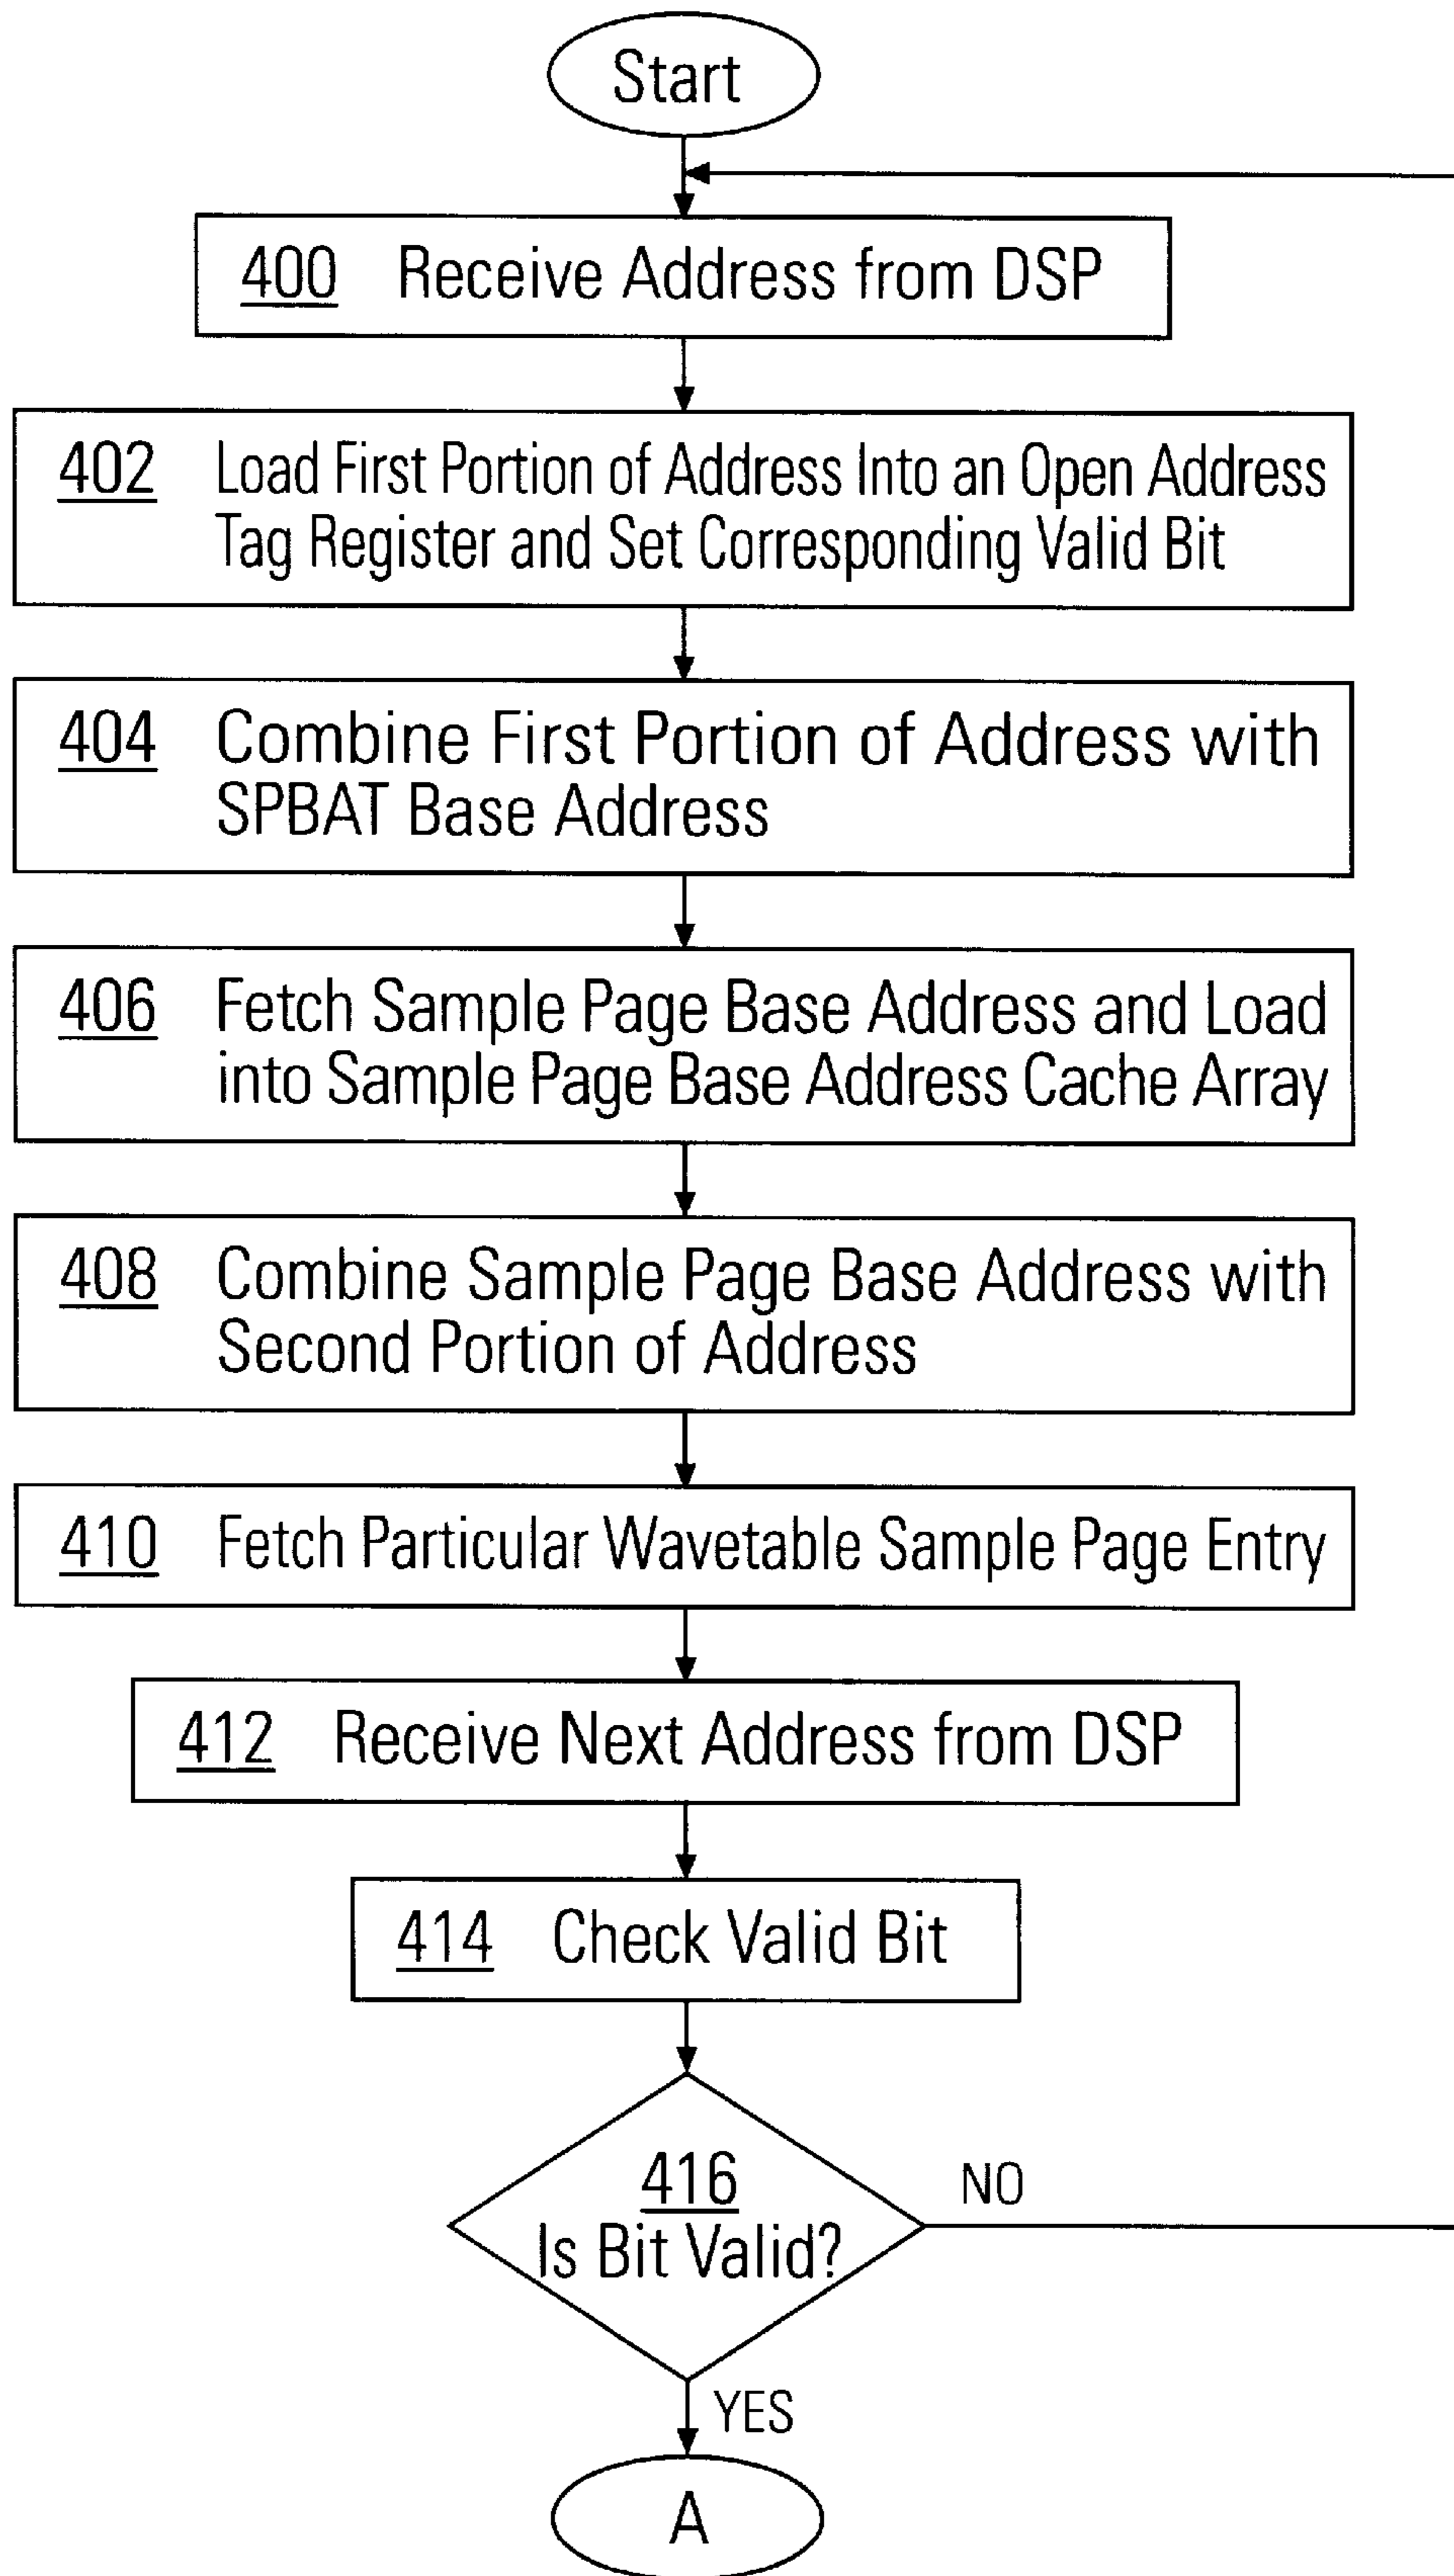 Start
400 Receive Address from DSP
402 Load First Portion of Address Into an Open Address
Tag Register and Set Corresponding Valid Bit
404 Combine First Portion of Address with
SPBAT Base Address
406 Fetch Sample Page Base Address and Load
into Sample Page Base Address Cache Array
408 Combine Sample Page Base Address with
Second Portion of Address
410 Fetch Particular Wavetable Sample Page Entry
412 Receive Next Address from DSP
414 Check Valid Bit
416
Is Bit Valid?
NO
YES
A